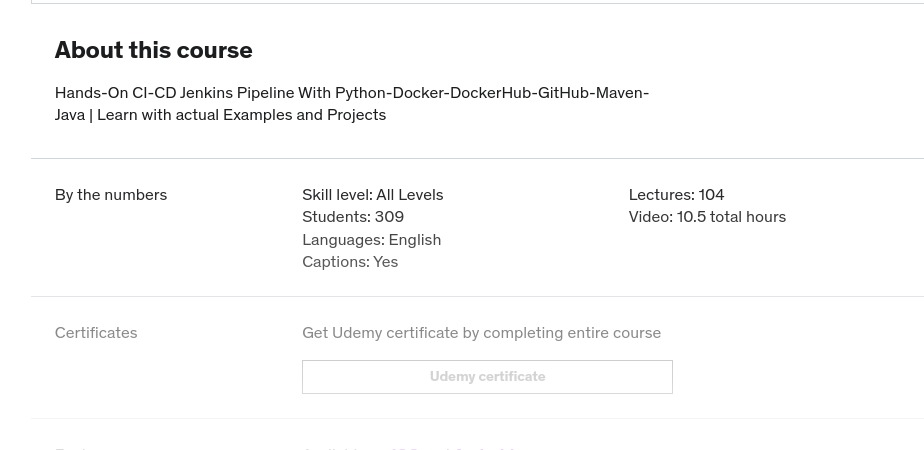 About this course
Hands-On CI-CD Jenkins Pipeline With Python-Docker-DockerHub-GitHub-Maven-
Java | Learn with actual Examples and Projects
By the numbers
Skill level: All Levels
Students: 309
Languages: English
Captions: Yes
Lectures: 104
Video: 10.5 total hours
Certificates
Get Udemy certificate by completing entire course
Udemy certificate